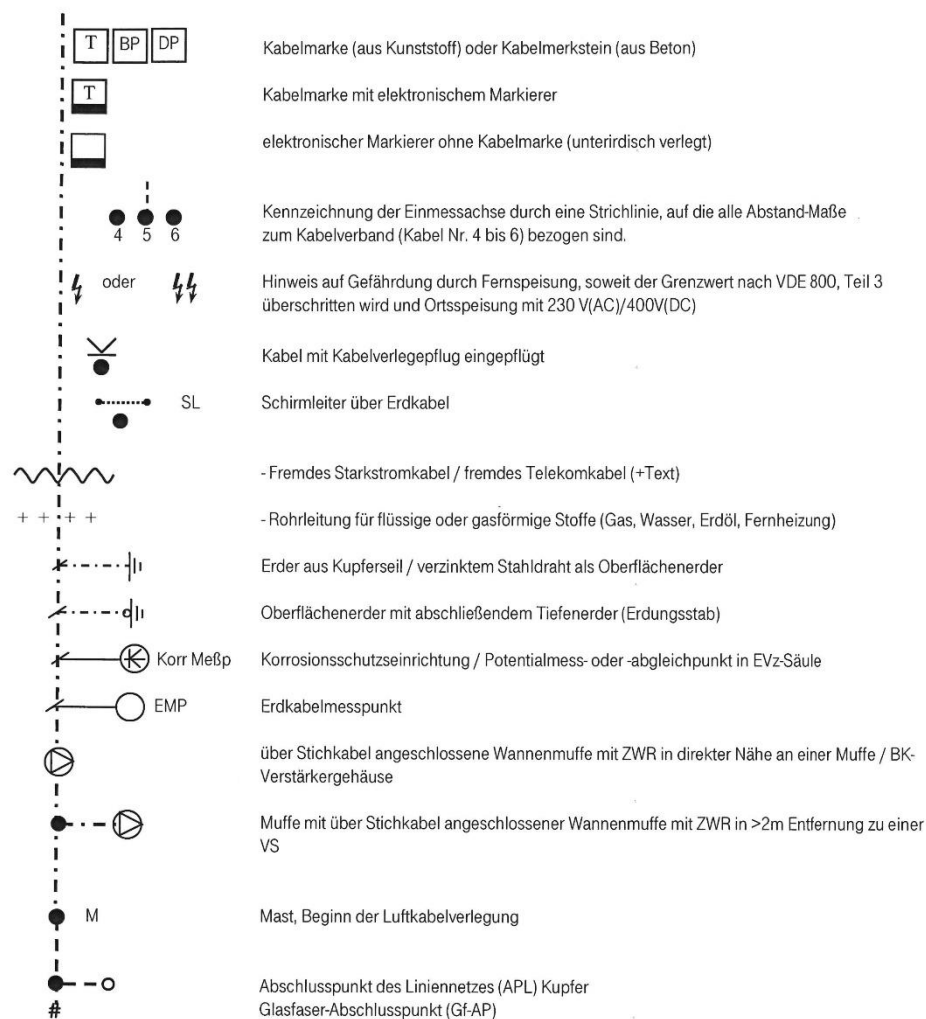 T BP DP Kabelmarke (aus Kunststoff) oder Kabelmerkstein (aus Beton)
T Kabelmarke mit elektronischem Markierer
elektronischer Markierer ohne Kabelmarke (unterirdisch verlegt)
Kennzeichnung der Einmessachse durch eine Strichlinie, auf die alle Abstand-Maße
4 5 6 zum Kabelverband (Kabel Nr. 4 bis 6) bezogen sind.
oder Hinweis auf Gefährdung durch Fernspeisung, soweit der Grenzwert nach VDE 800, Teil 3
überschritten wird und Ortsspeisung mit 230 V(AC)/400V(DC)
Kabel mit Kabelverlegepflug eingepflügt
SL Schirmleiter über Erdkabel
- Fremdes Starkstromkabel / fremdes Telekomkabel (+Text)
+ + + + - Rohrleitung für flüssige oder gasförmige Stoffe (Gas, Wasser, Erdöl, Fernheizung)
Erder aus Kupferseil / verzinktem Stahldraht als Oberflächenerder
Oberflächenerder mit abschließendem Tiefenerder (Erdungsstab)
Korr Meßp Korrosionsschutzeinrichtung / Potentialmess- oder -abgleichpunkt in EVz-Säule
EMP Erdkabelmesspunkt
über Stichkabel angeschlossene Wannenmuffe mit ZWR in direkter Nähe an einer Muffe / BK-
Verstärkergehäuse
Muffe mit über Stichkabel angeschlossener Wannenmuffe mit ZWR in >2m Entfernung zu einer
VS
M Mast, Beginn der Luftkabelverlegung
Abschlusspunkt des Liniennetzes (APL) Kupfer
# Glasfaser-Abschlusspunkt (Gf-AP)